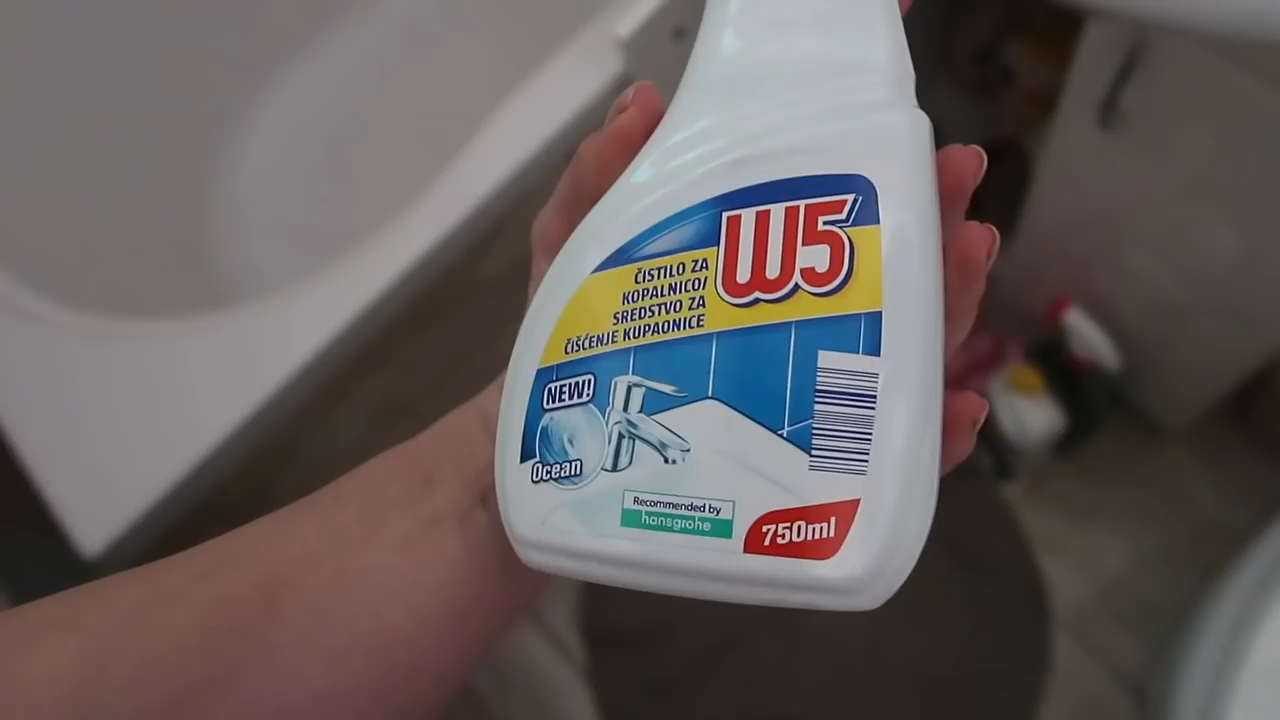 W5
ČISTILO ZA
KOPALNICO/
SREDSTVO ZA
ČIŠĆENJE KUPAONICE
NEW!
Ocean
Recommended by
hansgrohe
750ml